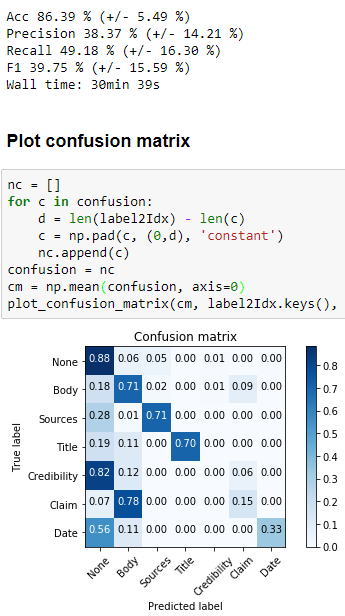 Acc 86.39 % (+/- 5.49 %)
Precision 38.37 % (+/- 14.21 %)
Recall 49.18 % (+/- 16.30 %)
F1 39.75 % (+/- 15.59 %)
Wall time: 30min 39s
Plot confusion matrix
nc = []
for c in confusion:
    d = len(label2Idx) - len(c)
    c = np.pad(c, (0,d), 'constant')
    nc.append(c)
confusion = nc
cm = np.mean(confusion, axis=0)
plot_confusion_matrix(cm, label2Idx.keys(),
Confusion matrix
None 0.88 0.06 0.05 0.00 0.01 0.00 0.00
Body 0.18 0.71 0.02 0.00 0.01 0.09 0.00
Sources 0.28 0.01 0.71 0.00 0.00 0.00 0.00
Title 0.19 0.11 0.00 0.70 0.00 0.00 0.00
Credibility 0.82 0.12 0.00 0.00 0.00 0.06 0.00
Claim 0.07 0.78 0.00 0.00 0.00 0.15 0.00
Date 0.56 0.11 0.00 0.00 0.00 0.00 0.33
None Body Sources Title Credibility Claim Date
True label
Predicted label
0.8
0.7
0.6
0.5
0.4
0.3
0.2
0.1
0.0